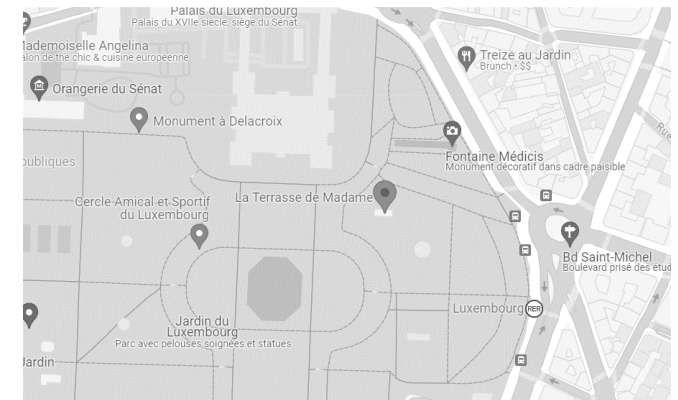 Palais du Luxembourg
Palais du XVIIe siècle, siège du Sénat
Mademoiselle Angelina
alon de thé chic & cuisine européenne
Treize au Jardin
Brunch • $$
Orangerie du Sénat
Monument à Delacroix
Rue
Fontaine Médicis
Monument décoratif dans cadre paisible
publiques
Cercle Amical et Sportif
du Luxembourg
La Terrasse de Madame
Bd Saint-Michel
Boulevard prisé des étud
Luxembourg
RER
Jardin du
Luxembourg
Parc avec pelouses soignées et statues
Jardin